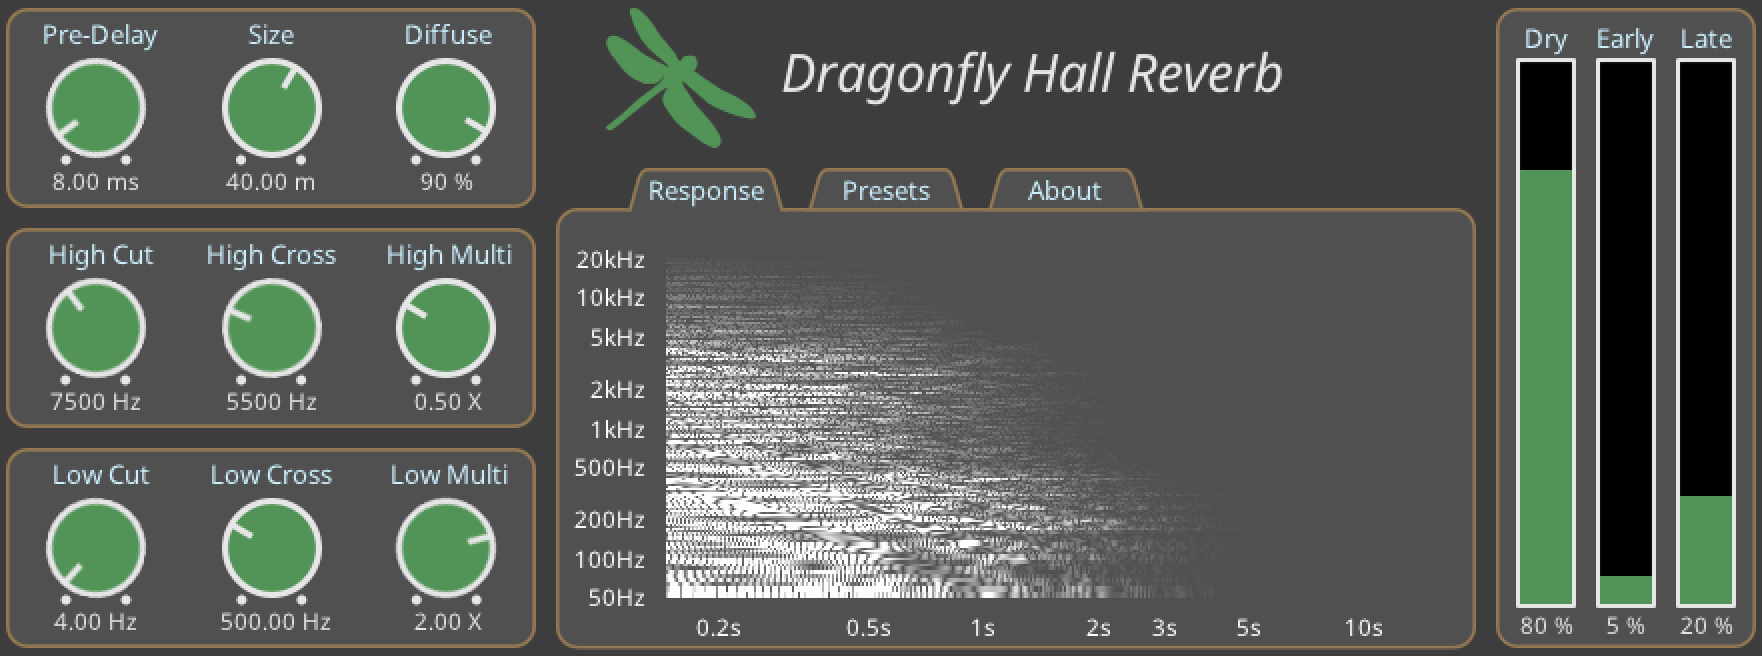 Pre-Delay Size Diffuse
8.00 ms 40.00 m 90 %
High Cut High Cross High Multi
7500 Hz 5500 Hz 0.50 X
Low Cut Low Cross Low Multi
4.00 Hz 500.00 Hz 2.00 X
Dragonfly Hall Reverb
Response Presets About
20kHz
10kHz
5kHz
2kHz
1kHz
500Hz
200Hz
100Hz
50Hz
0.2s 0.5s 1s 2s 3s 5s 10s
Dry Early Late
80 % 5 % 20 %